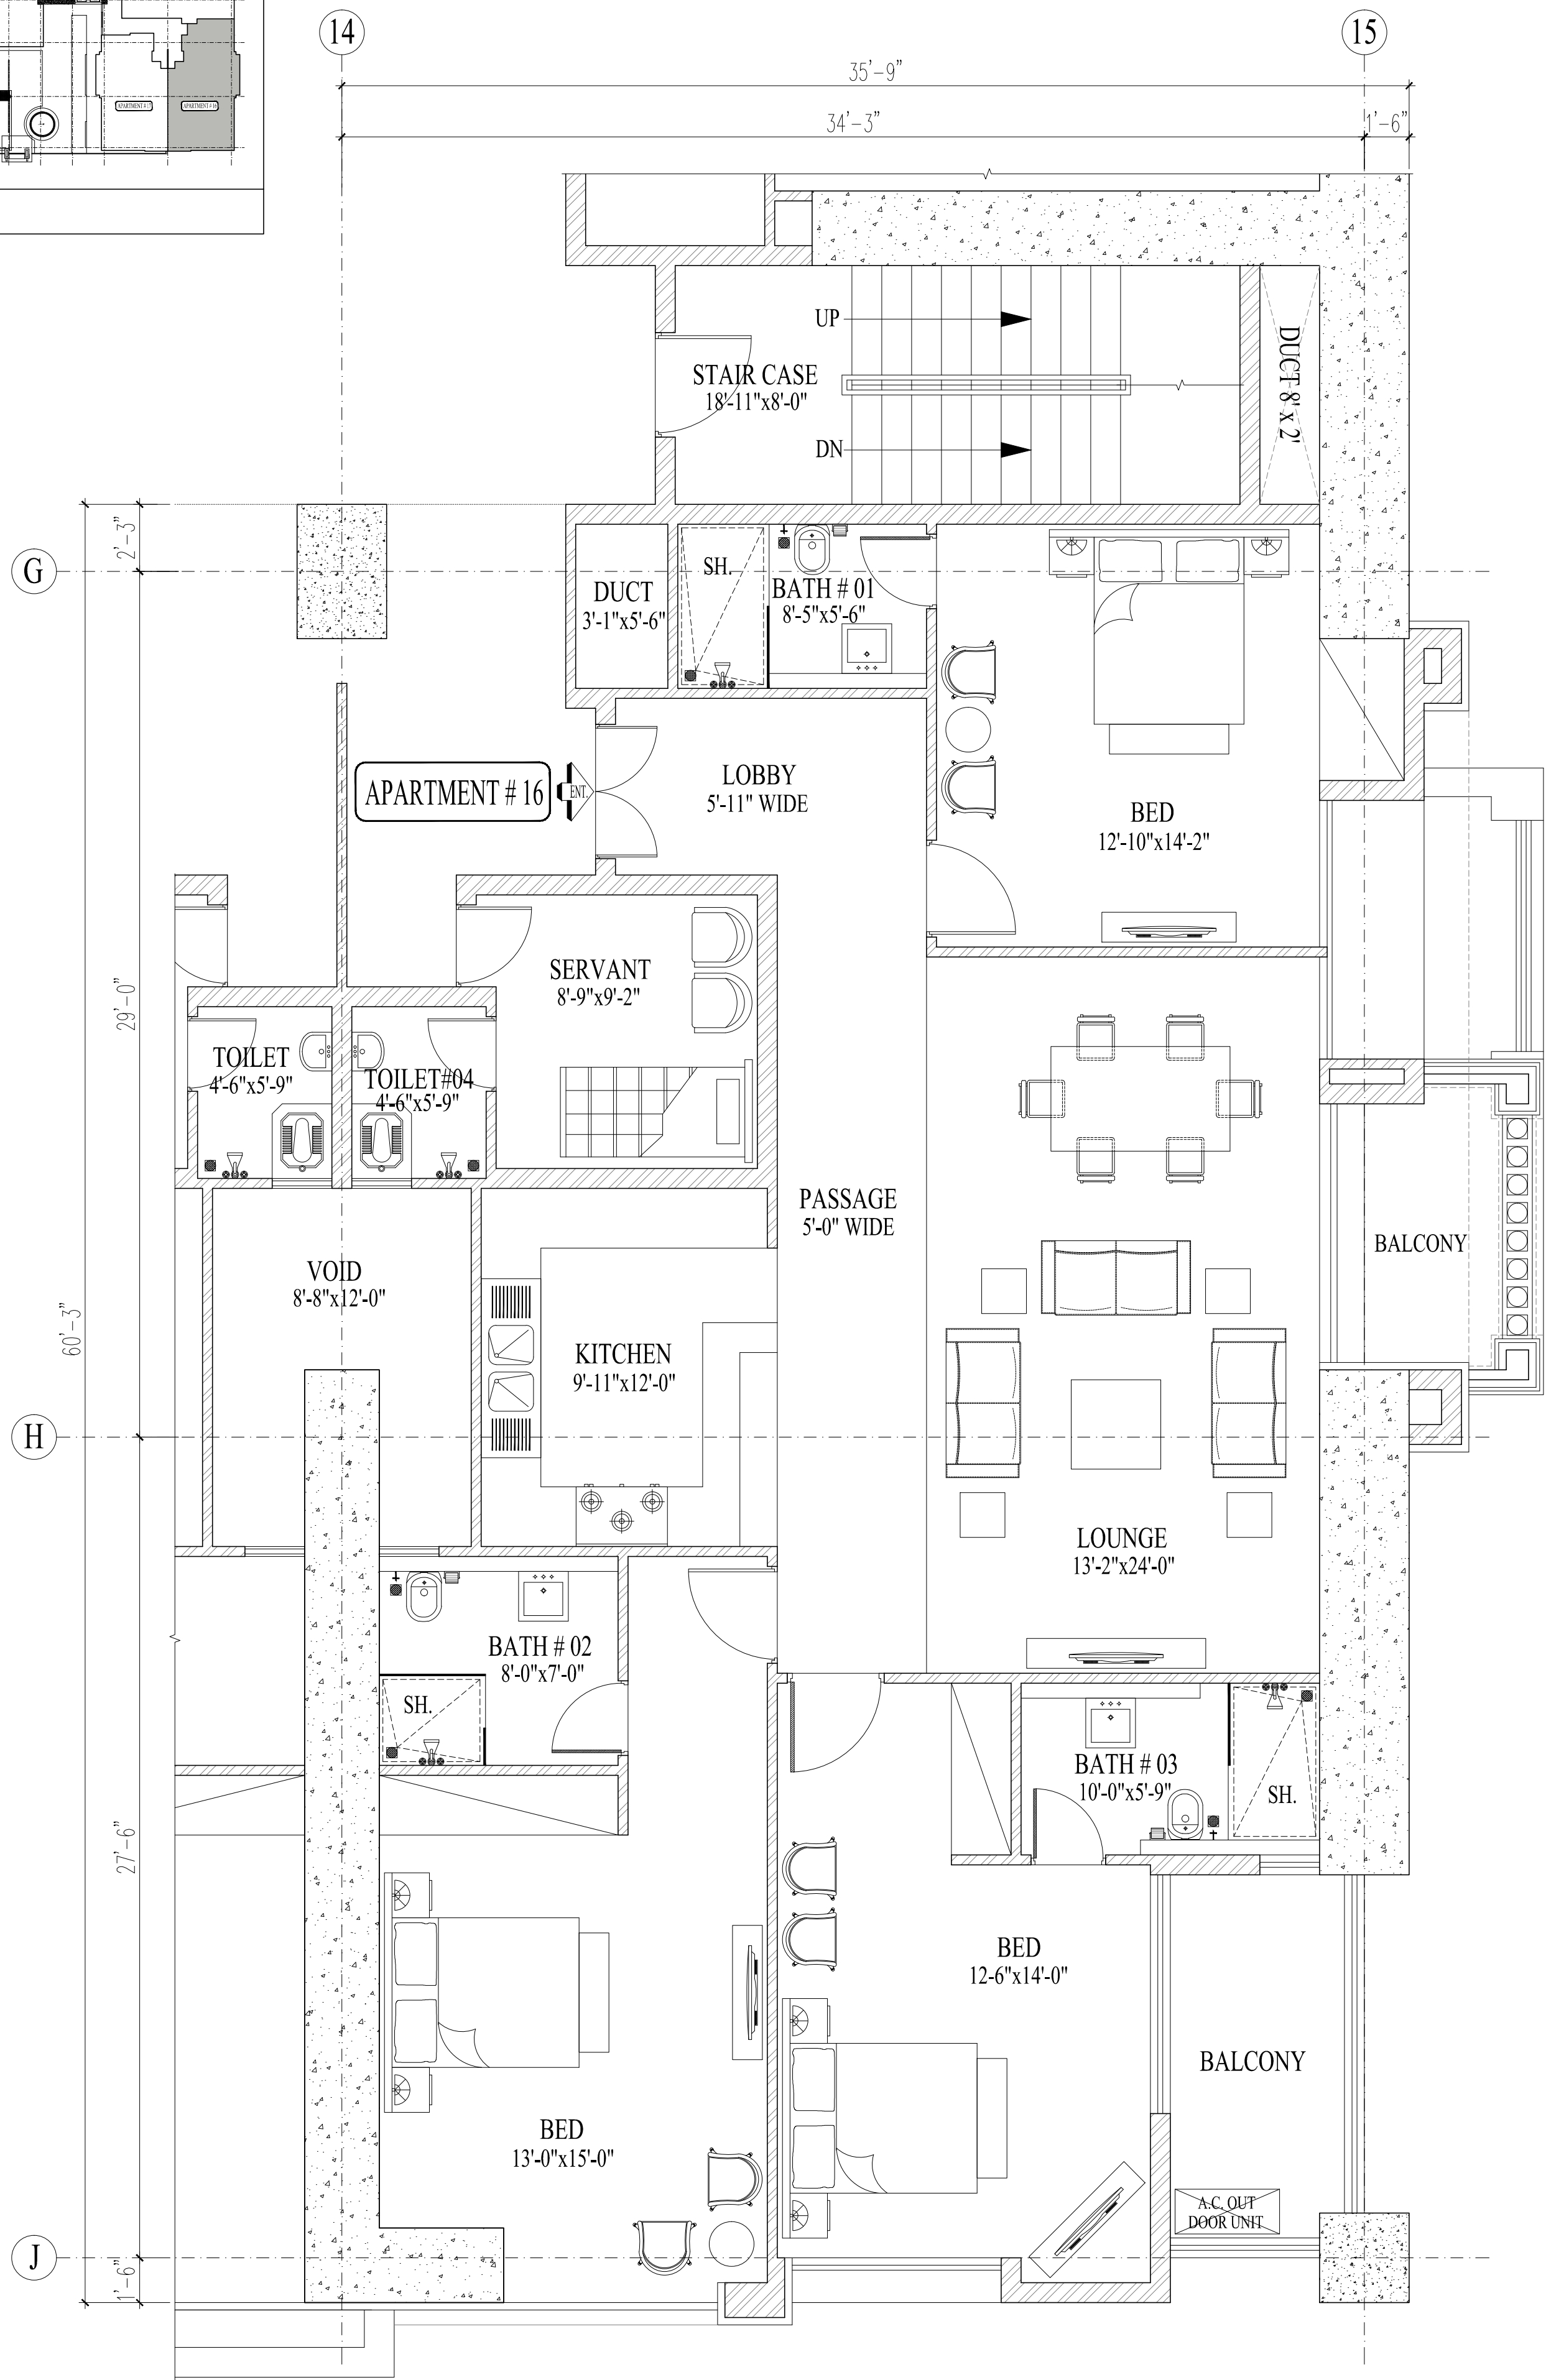 14
15
35'-9"
34'-3"
1'-6"
APARTMENT # 17
APARTMENT # 16
UP
STAIR CASE
18'-11"x8'-0"
DN
DUCT 8' x 2'
2'-3"
G
DUCT
3'-1"x5'-6"
SH.
BATH # 01
8'-5"x5'-6"
APARTMENT # 16
ENT.
LOBBY
5'-11" WIDE
BED
12'-10"x14'-2"
SERVANT
8'-9"x9'-2"
29'-0"
TOILET
4'-6"x5'-9"
TOILET#04
4'-6"x5'-9"
PASSAGE
5'-0" WIDE
BALCONY
VOID
8'-8"x12'-0"
60'-3"
KITCHEN
9'-11"x12'-0"
H
LOUNGE
13'-2"x24'-0"
BATH # 02
8'-0"x7'-0"
SH.
BATH # 03
10'-0"x5'-9"
SH.
27'-6"
BED
12-6"x14'-0"
BALCONY
BED
13'-0"x15'-0"
A.C. OUT
DOOR UNIT
J
1'-6"